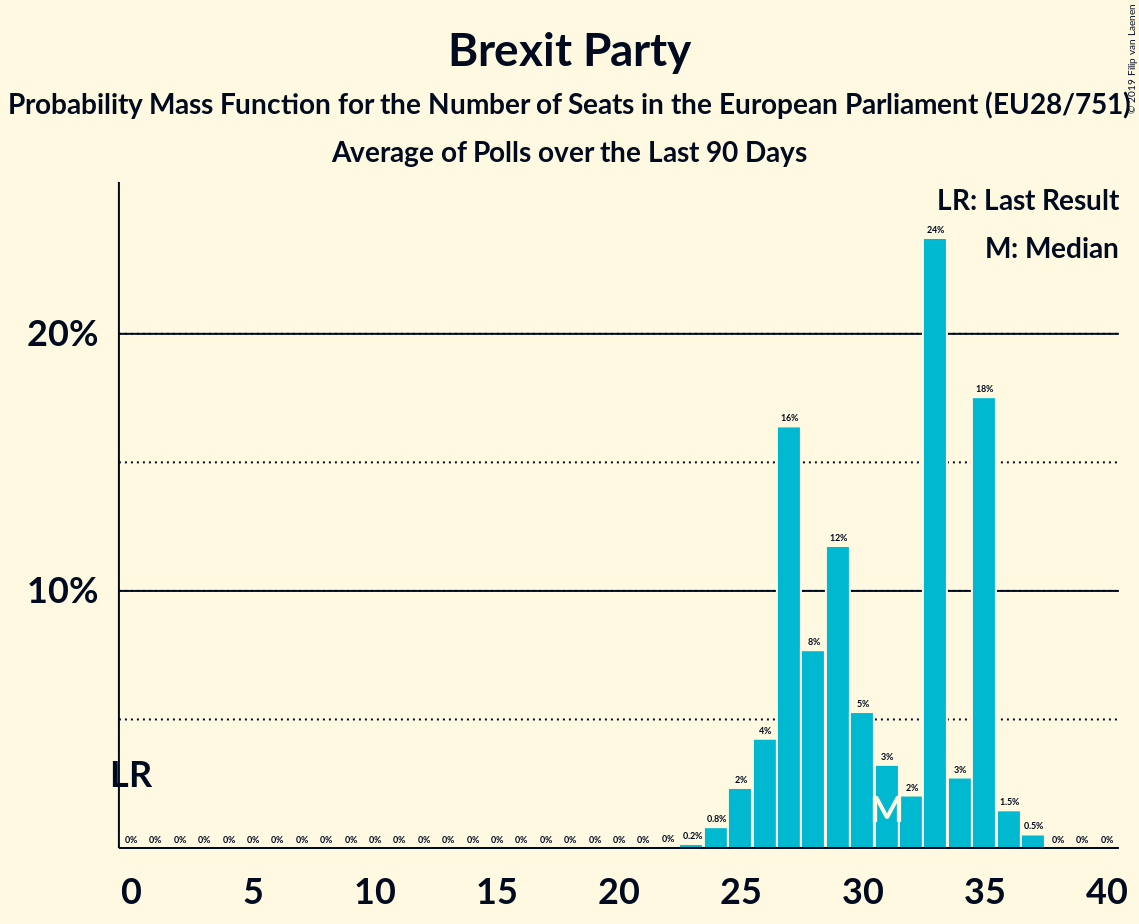 © 2019 Filip van Laenen
Brexit Party
Probability Mass Function for the Number of Seats in the European Parliament (EU28/751)
Average of Polls over the Last 90 Days
LR: Last Result
M: Median
24%
20%
18%
16%
12%
10%
8%
5%
4%
3%
3%
2%
2%
1.5%
0.8%
0.5%
0.2%
LR
M
0% 0% 0% 0% 0% 0% 0% 0% 0% 0% 0% 0% 0% 0% 0% 0% 0% 0% 0% 0% 0% 0% 0% 0% 0% 0%
0 5 10 15 20 25 30 35 40